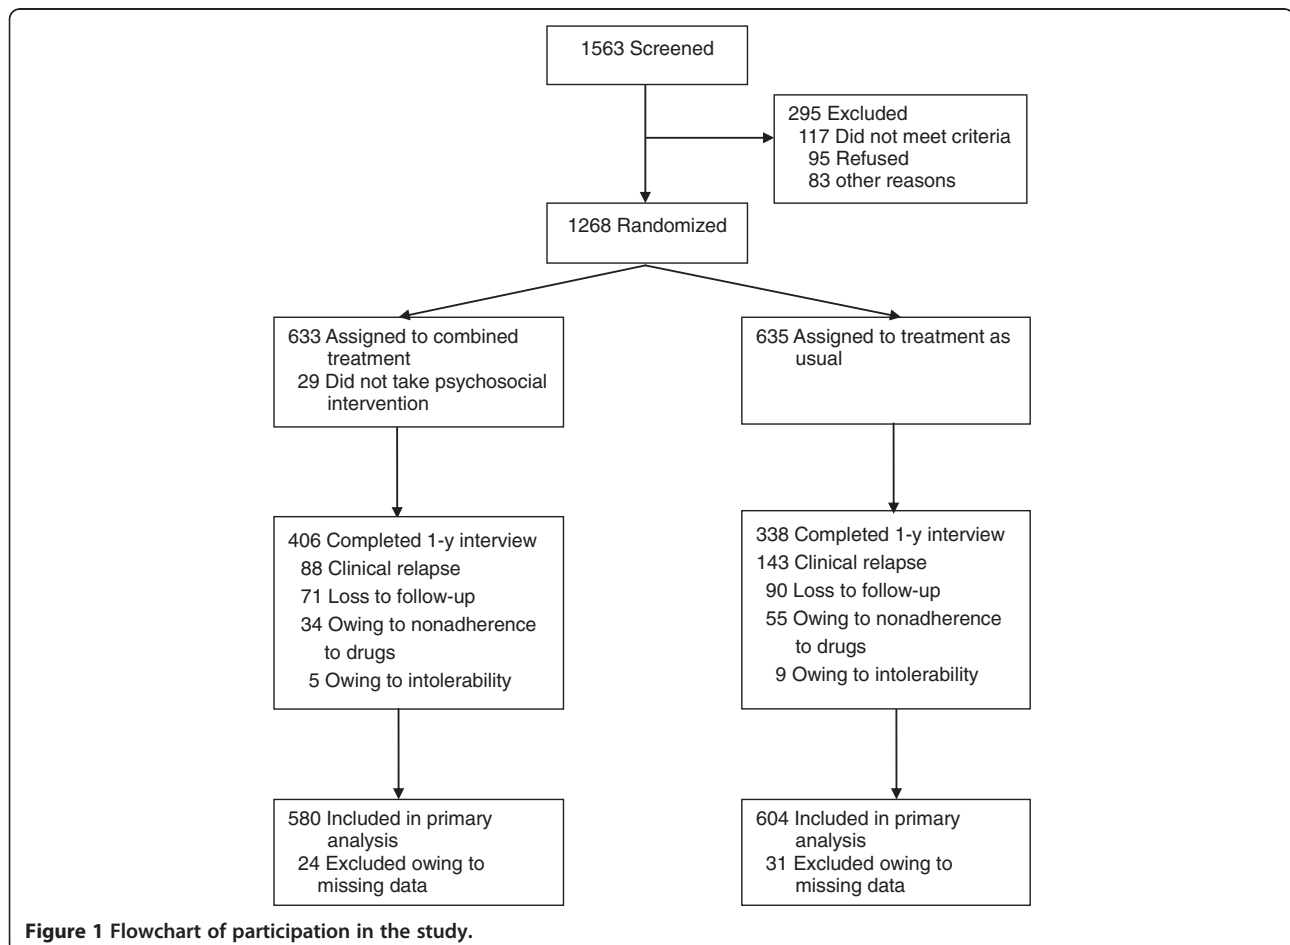 1563 Screened
295 Excluded
117 Did not meet criteria
95 Refused
83 other reasons
1268 Randomized
633 Assigned to combined
treatment
29 Did not take psychosocial
intervention
635 Assigned to treatment as
usual
406 Completed 1-y interview
88 Clinical relapse
71 Loss to follow-up
34 Owing to nonadherence
to drugs
5 Owing to intolerability
338 Completed 1-y interview
143 Clinical relapse
90 Loss to follow-up
55 Owing to nonadherence
to drugs
9 Owing to intolerability
580 Included in primary
analysis
24 Excluded owing to
missing data
604 Included in primary
analysis
31 Excluded owing to
missing data
Figure 1 Flowchart of participation in the study.